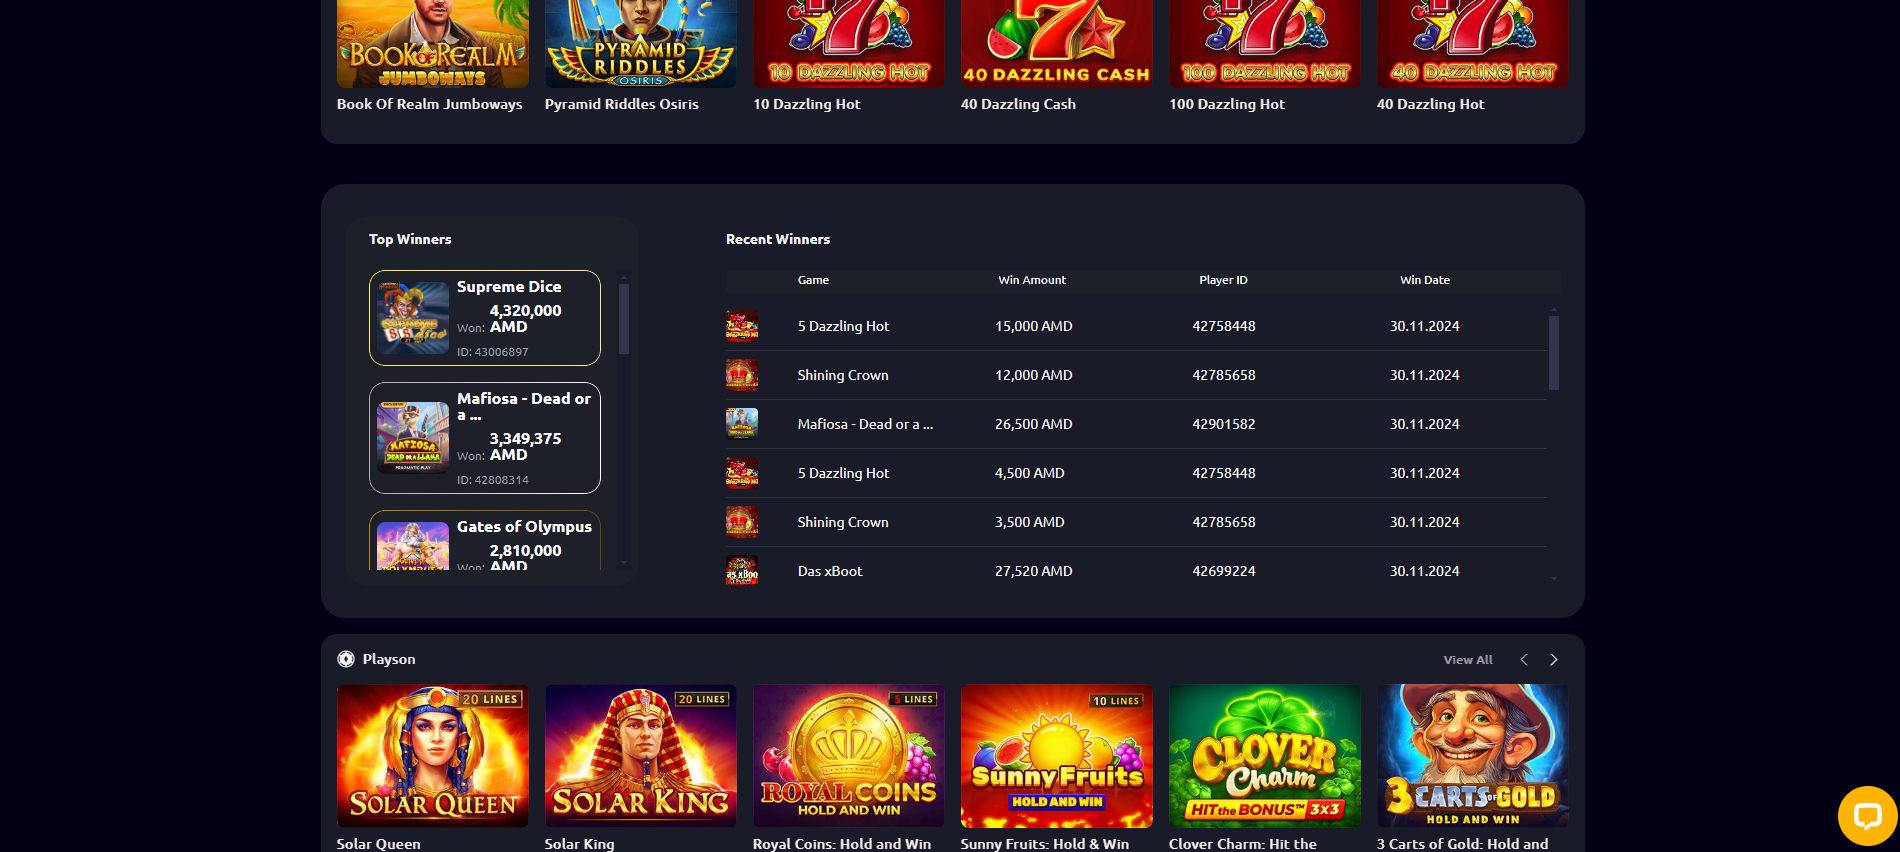 BOOK OF REALM
JUMBOWAYS
PYRAMID
RIDDLES
OSIRIS
10 DAZZLING HOT
40 DAZZLING CASH
100 DAZZLING HOT
40 DAZZLING HOT
Book Of Realm Jumboways
Pyramid Riddles Osiris
10 Dazzling Hot
40 Dazzling Cash
100 Dazzling Hot
40 Dazzling Hot
Top Winners
Supreme Dice
4,320,000
Won: AMD
ID: 43006897
Mafiosa - Dead or
a ...
3,349,375
Won: AMD
ID: 42808314
MAFIOSA
DEAD OR A LLAMA
PRAGMATIC PLAY
Gates of Olympus
2,810,000
Won: AMD
Recent Winners
Game Win Amount Player ID Win Date
5 Dazzling Hot 15,000 AMD 42758448 30.11.2024
Shining Crown 12,000 AMD 42785658 30.11.2024
Mafiosa - Dead or a ... 26,500 AMD 42901582 30.11.2024
5 Dazzling Hot 4,500 AMD 42758448 30.11.2024
Shining Crown 3,500 AMD 42785658 30.11.2024
Das xBoot 27,520 AMD 42699224 30.11.2024
Playson
View All
20 LINES
SOLAR QUEEN
20 LINES
SOLAR KING
5 LINES
ROYAL COINS
HOLD AND WIN
10 LINES
Sunny Fruits
HOLD AND WIN
CLOVER
Charm
HIT the BONUS™ 3x3
3 CARTS OF GOLD
HOLD AND WIN
Solar Queen
Solar King
Royal Coins: Hold and Win
Sunny Fruits: Hold & Win
Clover Charm: Hit the
3 Carts of Gold: Hold and